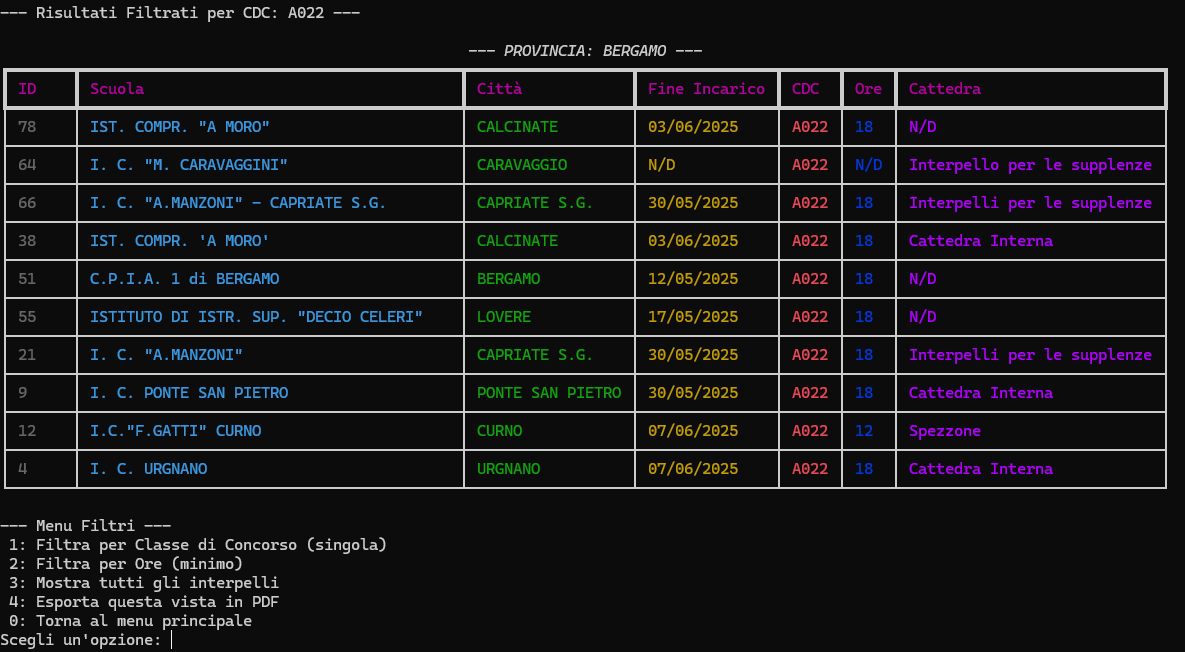 --- Risultati Filtrati per CDC: A022 ---
--- PROVINCIA: BERGAMO ---
ID Scuola Città Fine Incarico CDC Ore Cattedra
78 IST. COMPR. "A MORO" CALCINATE 03/06/2025 A022 18 N/D
64 I. C. "M. CARAVAGGINI" CARAVAGGIO N/D A022 N/D Interpello per le supplenze
66 I. C. "A.MANZONI" - CAPRIATE S.G. CAPRIATE S.G. 30/05/2025 A022 18 Interpelli per le supplenze
38 IST. COMPR. 'A MORO' CALCINATE 03/06/2025 A022 18 Cattedra Interna
51 C.P.I.A. 1 di BERGAMO BERGAMO 12/05/2025 A022 18 N/D
55 ISTITUTO DI ISTR. SUP. "DECIO CELERI" LOVERE 17/05/2025 A022 18 N/D
21 I. C. "A.MANZONI" CAPRIATE S.G. 30/05/2025 A022 18 Interpelli per le supplenze
9 I. C. PONTE SAN PIETRO PONTE SAN PIETRO 30/05/2025 A022 18 Cattedra Interna
12 I.C."F.GATTI" CURNO CURNO 07/06/2025 A022 12 Spezzone
4 I. C. URGNANO URGNANO 07/06/2025 A022 18 Cattedra Interna
--- Menu Filtri ---
1: Filtra per Classe di Concorso (singola)
2: Filtra per Ore (minimo)
3: Mostra tutti gli interpelli
4: Esporta questa vista in PDF
0: Torna al menu principale
Scegli un'opzione: